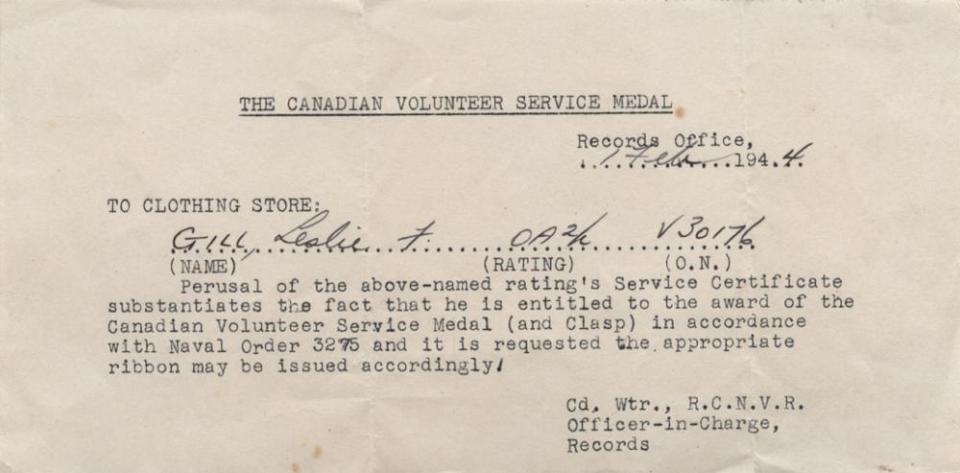 THE CANADIAN VOLUNTEER SERVICE MEDAL
Records Office,
1 Feb 1944.
TO CLOTHING STORE:
GILL, Leslie F. OA2/c V30176
(NAME) (RATING) (O.N.)
Perusal of the above-named rating's Service Certificate
substantiates the fact that he is entitled to the award of the
Canadian Volunteer Service Medal (and Clasp) in accordance
with Naval Order 3275 and it is requested the appropriate
ribbon may be issued accordingly.
Cd. Wtr., R.C.N.V.R.
Officer-in-Charge,
Records